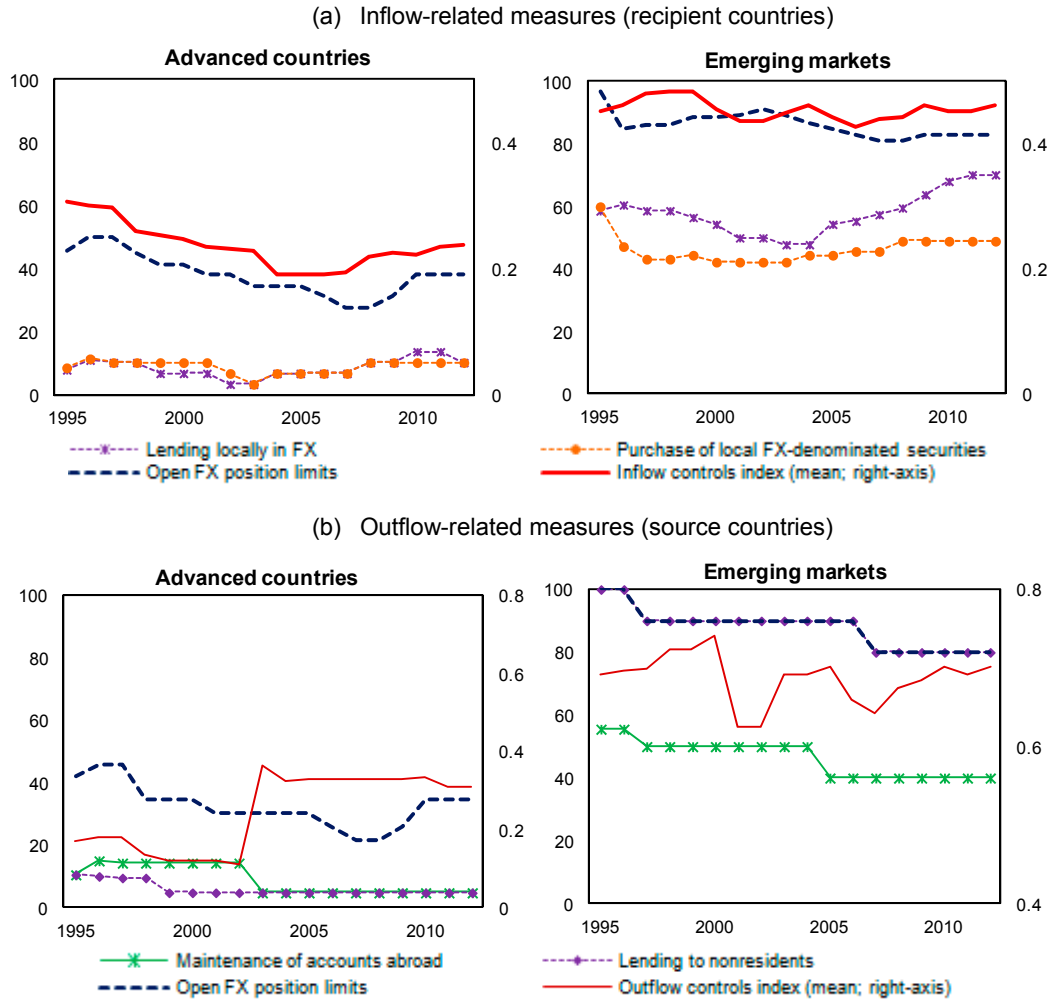 (a) Inflow-related measures (recipient countries)
Advanced countries
100
80
60
40
20
0
0.4
0.2
0
1995 2000 2005 2010
Emerging markets
100
80
60
40
20
0
0.4
0.2
0
1995 2000 2005 2010
Lending locally in FX
Purchase of local FX-denominated securities
Open FX position limits
Inflow controls index (mean; right-axis)
(b) Outflow-related measures (source countries)
Advanced countries
100
80
60
40
20
0
0.8
0.6
0.4
0.2
0
1995 2000 2005 2010
Emerging markets
100
80
60
40
20
0
0.8
0.6
0.4
1995 2000 2005 2010
Maintenance of accounts abroad
Lending to nonresidents
Open FX position limits
Outflow controls index (mean; right-axis)